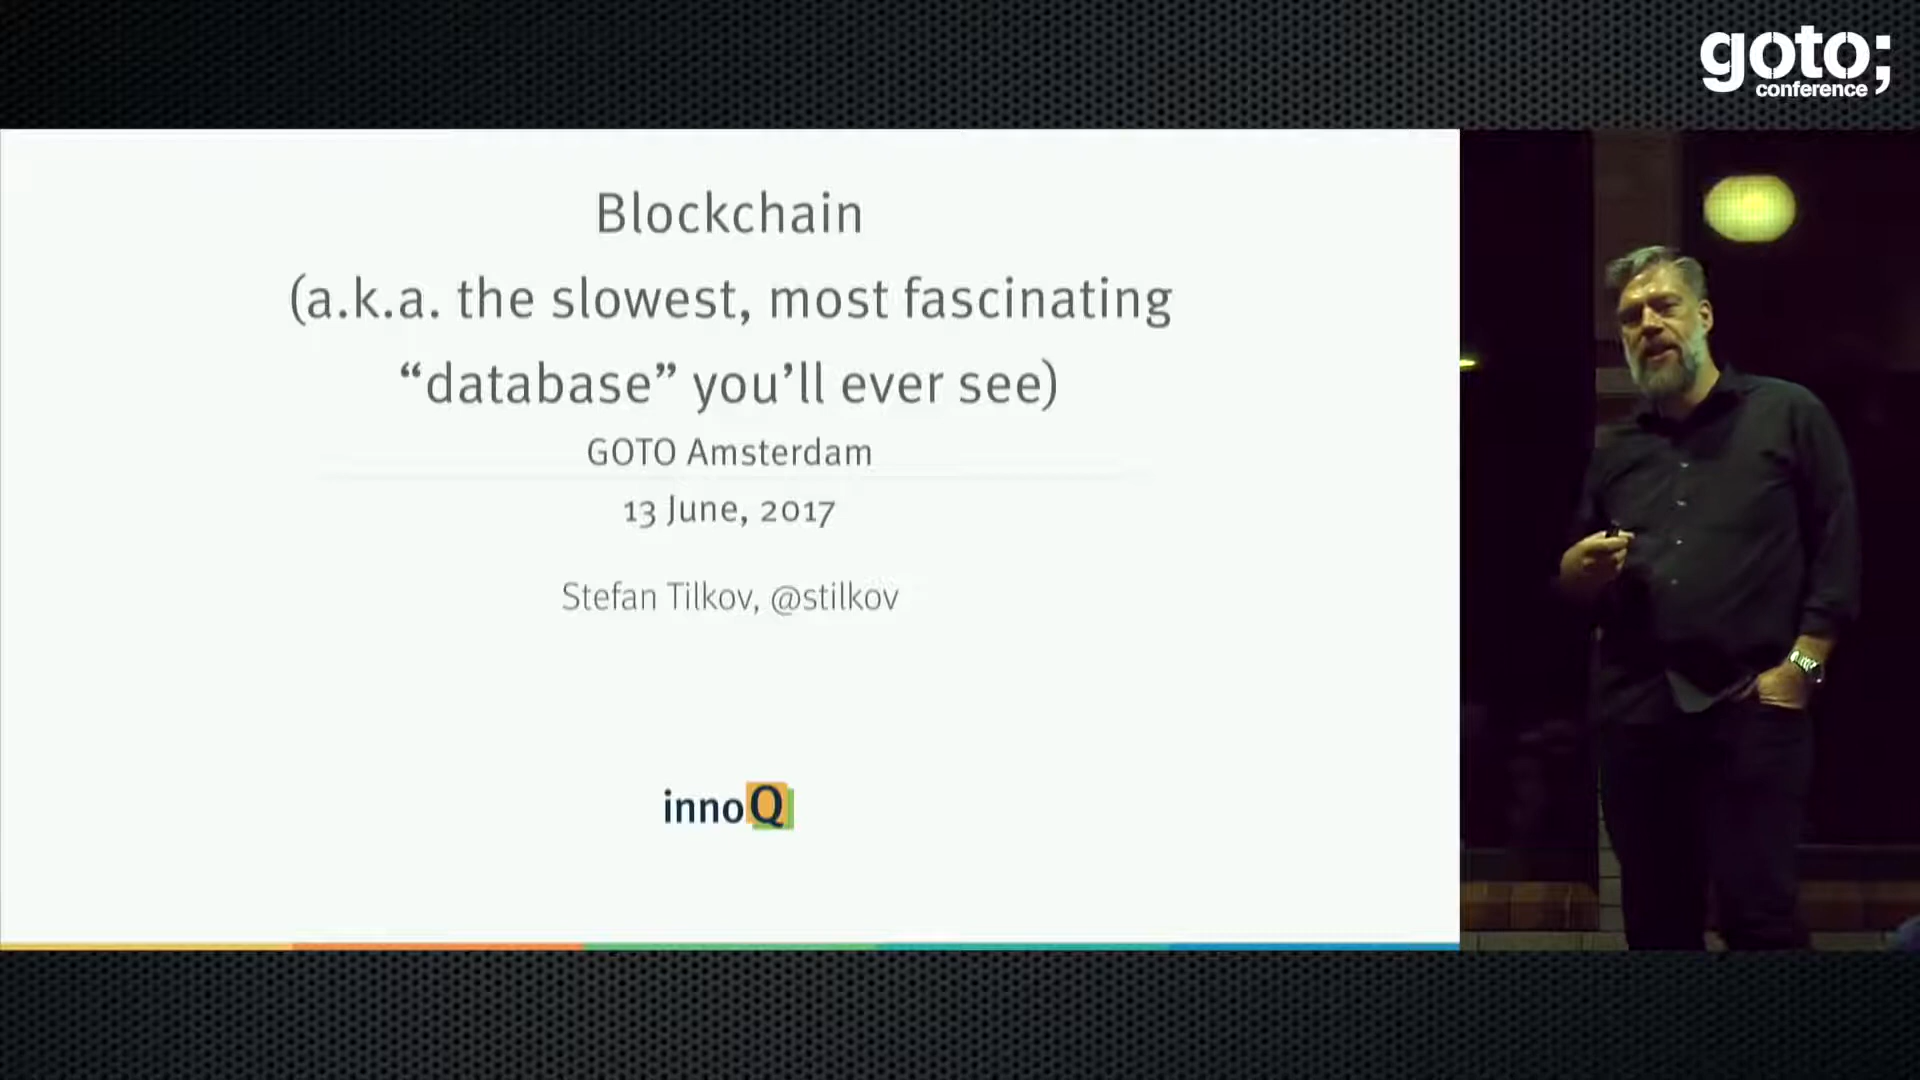 goto;
conference
Blockchain
(a.k.a. the slowest, most fascinating
“database” you’ll ever see)
GOTO Amsterdam
13 June, 2017
Stefan Tilkov, @stilkov
innoQ